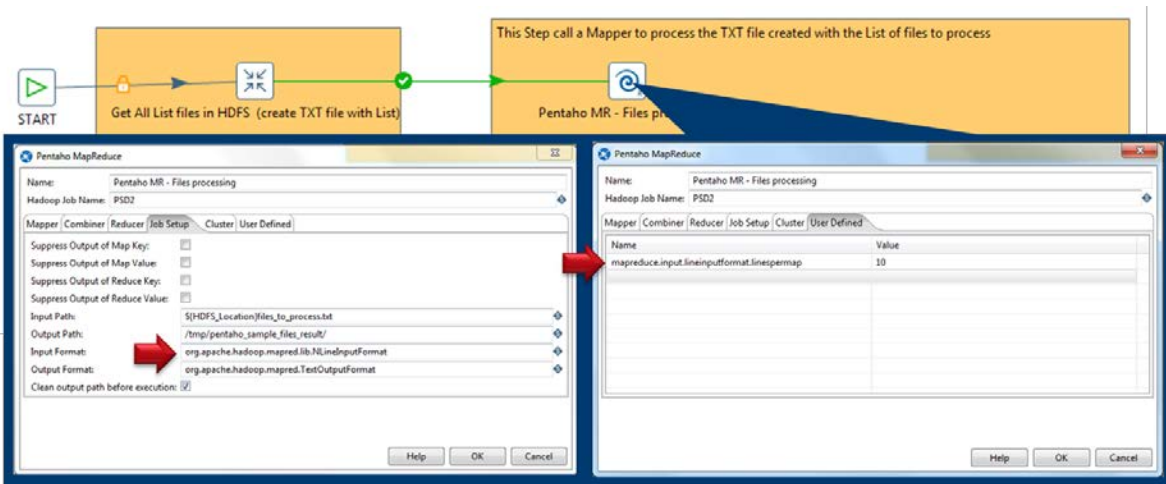 This Step call a Mapper to process the TXT file created with the List of files to process
START
Get All List files in HDFS (create TXT file with List)
Pentaho MR - Files
Pentaho MapReduce
Name: Pentaho MR - Files processing
Hadoop Job Name: PSD2
Mapper Combiner Reducer Job Setup Cluster User Defined
Suppress Output of Map Key:
Suppress Output of Map Value:
Suppress Output of Reduce Key:
Suppress Output of Reduce Value:
Input Path: ${HDFS_Location}files_to_process.txt
Output Path: /tmp/pentaho_sample_files_result/
Input Format: org.apache.hadoop.mapred.lib.NLineInputFormat
Output Format: org.apache.hadoop.mapred.TextOutputFormat
Clean output path before execution:
Help OK Cancel
Pentaho MapReduce
Name: Pentaho MR - Files processing
Hadoop Job Name: PSD2
Mapper Combiner Reducer Job Setup Cluster User Defined
Name Value
mapreduce.input.lineinputformat.linespermap 10
Help OK Cancel